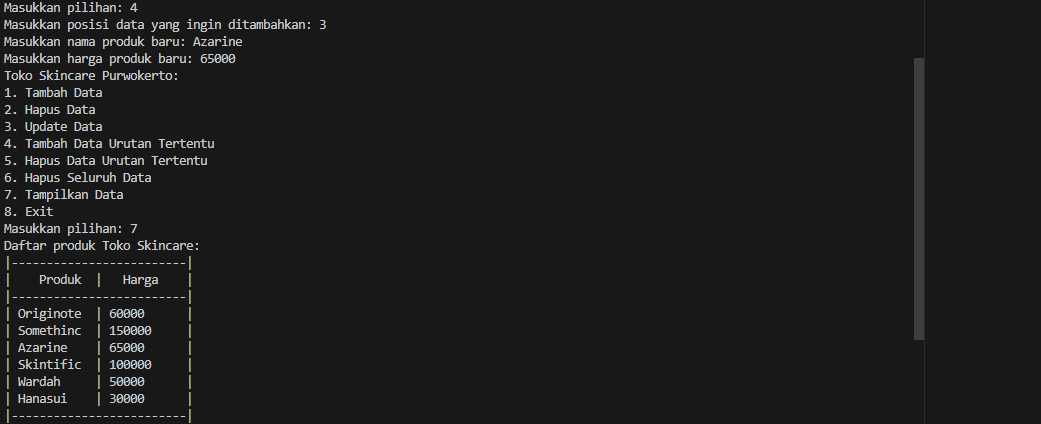 Masukkan pilihan: 4
Masukkan posisi data yang ingin ditambahkan: 3
Masukkan nama produk baru: Azarine
Masukkan harga produk baru: 65000
Toko Skincare Purwokerto:
1. Tambah Data
2. Hapus Data
3. Update Data
4. Tambah Data Urutan Tertentu
5. Hapus Data Urutan Tertentu
6. Hapus Seluruh Data
7. Tampilkan Data
8. Exit
Masukkan pilihan: 7
Daftar produk Toko Skincare:
|-------------------------|
|    Produk  |   Harga    |
|-------------------------|
| Originote  | 60000      |
| Somethinc  | 150000     |
| Azarine    | 65000      |
| Skintific  | 100000     |
| Wardah     | 50000      |
| Hanasui    | 30000      |
|-------------------------|